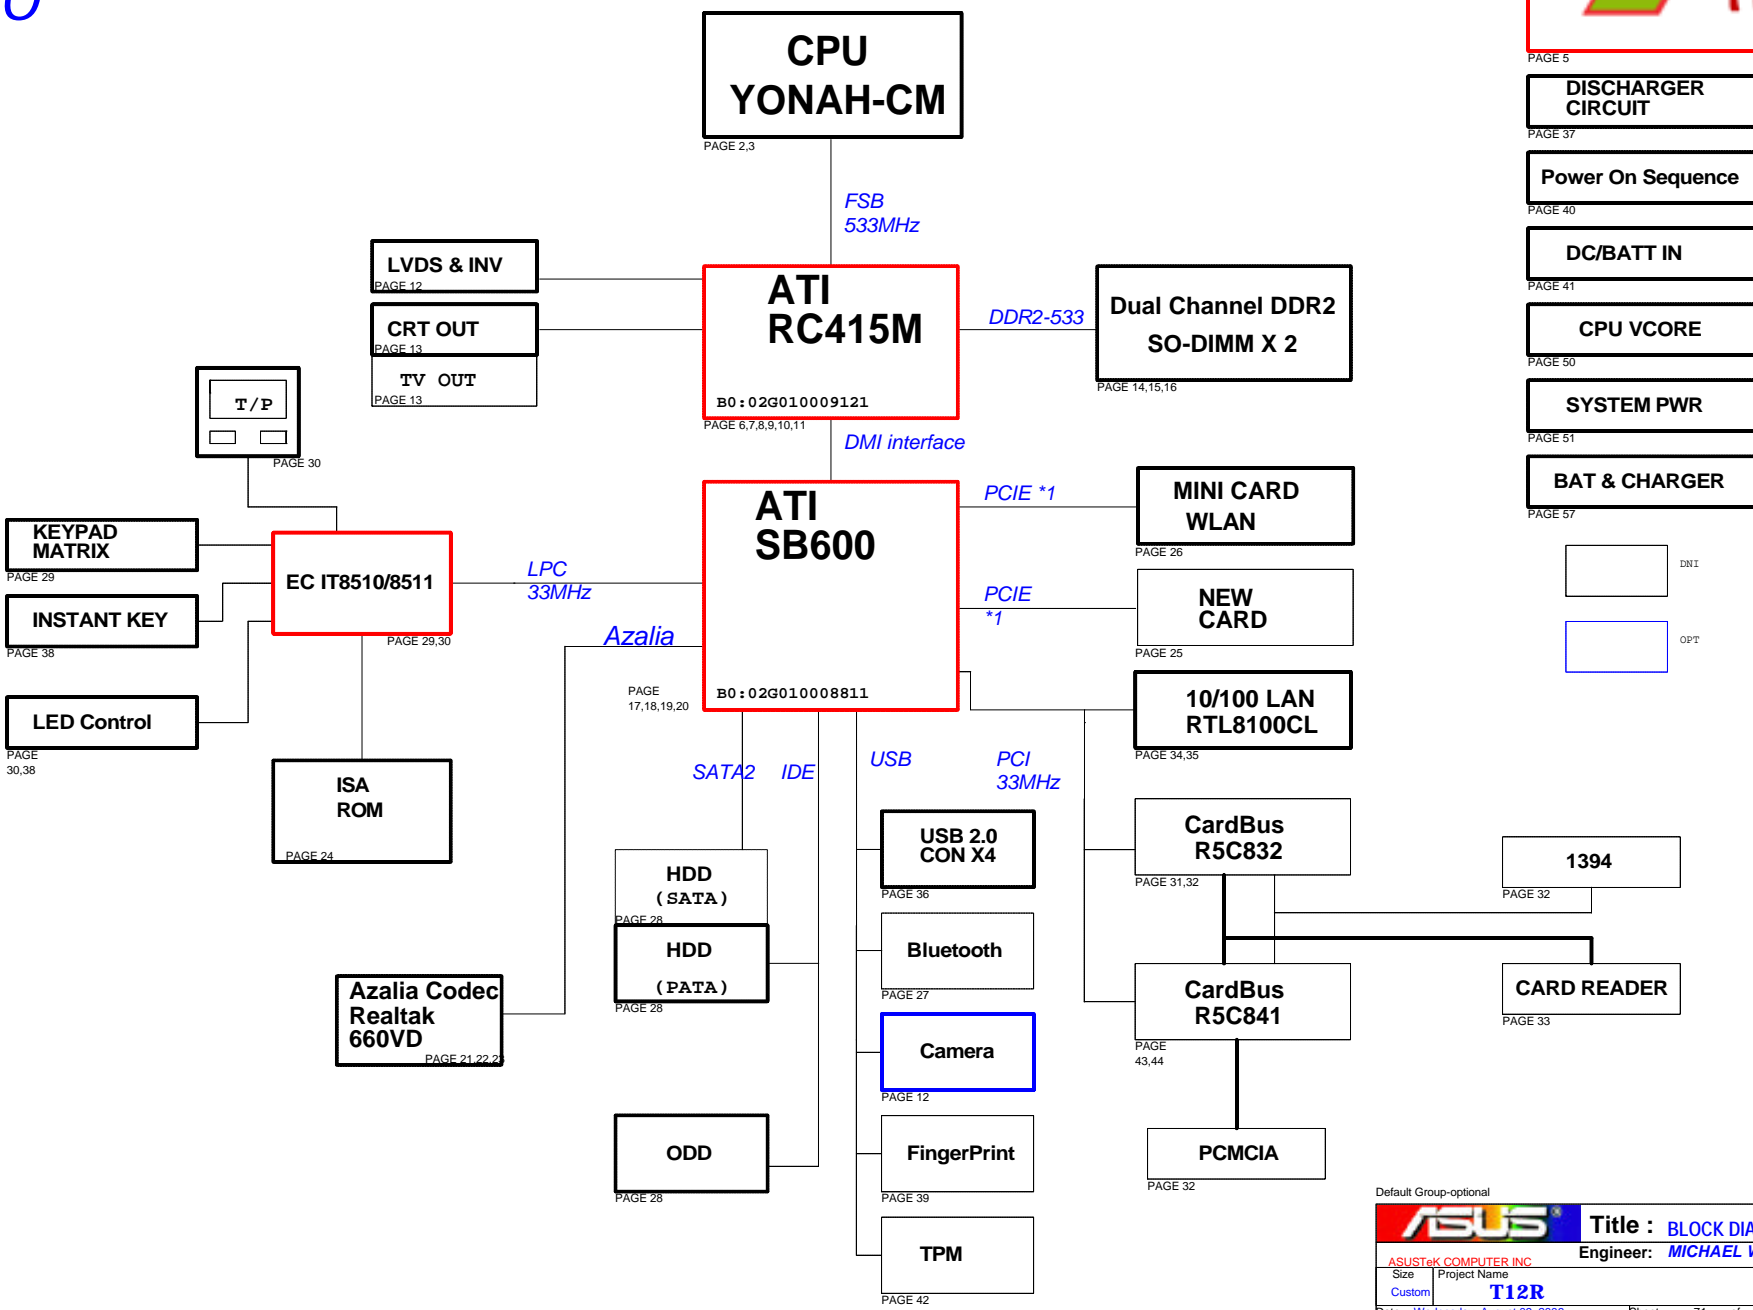 CPU
YONAH-CM
PAGE 2,3
FSB
533MHz
LVDS & INV
PAGE 12
CRT OUT
PAGE 13
TV OUT
PAGE 13
ATI
RC415M
B0:02G010009121
PAGE 6,7,8,9,10,11
DDR2-533
Dual Channel DDR2
SO-DIMM X 2
PAGE 14,15,16
DMI interface
T/P
PAGE 30
KEYPAD
MATRIX
PAGE 29
INSTANT KEY
PAGE 38
LED Control
PAGE
30,38
EC IT8510/8511
PAGE 29,30
ISA
ROM
PAGE 24
LPC
33MHz
Azalia
ATI
SB600
B0:02G010008811
PAGE
17,18,19,20
PCIE *1
MINI CARD
WLAN
PAGE 26
PCIE
*1
NEW
CARD
PAGE 25
10/100 LAN
RTL8100CL
PAGE 34,35
SATA2
IDE
USB
PCI
33MHz
HDD
(SATA)
PAGE 28
HDD
(PATA)
PAGE 28
ODD
PAGE 28
Azalia Codec
Realtak
660VD
PAGE 21,22,23
USB 2.0
CON X4
PAGE 36
Bluetooth
PAGE 27
Camera
PAGE 12
FingerPrint
PAGE 39
TPM
PAGE 42
CardBus
R5C832
PAGE 31,32
CardBus
R5C841
PAGE
43,44
PCMCIA
PAGE 32
1394
PAGE 32
CARD READER
PAGE 33
PAGE 5
DISCHARGER
CIRCUIT
PAGE 37
Power On Sequence
PAGE 40
DC/BATT IN
PAGE 41
CPU VCORE
PAGE 50
SYSTEM PWR
PAGE 51
BAT & CHARGER
PAGE 57
DNI
OPT
Default Group-optional
ASUS®
ASUSTeK COMPUTER INC
Title : BLOCK DIA
Engineer: MICHAEL
Size
Custom
Project Name
T12R